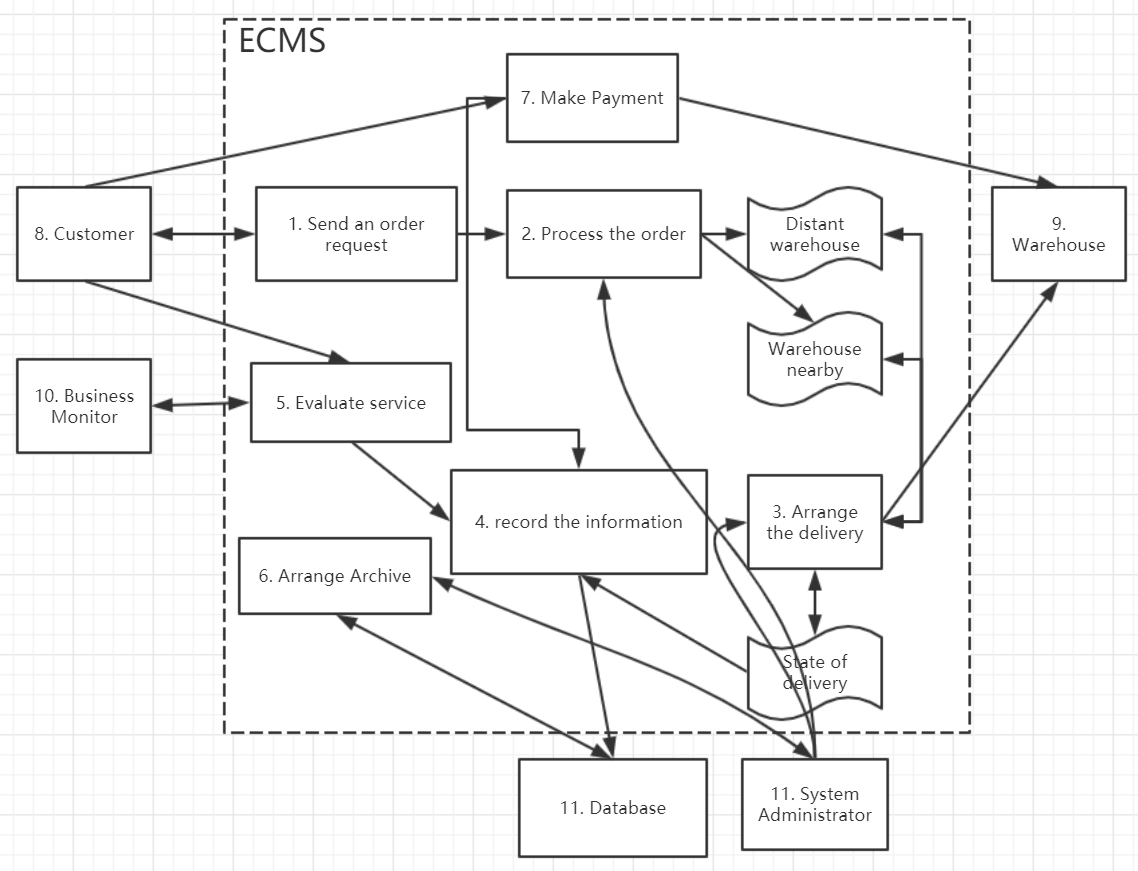 ECMS
7. Make Payment
8. Customer
1. Send an order
request
2. Process the order
Distant
warehouse
9.
Warehouse
Warehouse
nearby
10. Business
Monitor
5. Evaluate service
4. record the information
3. Arrange
the delivery
6. Arrange Archive
State of
delivery
11. Database
11. System
Administrator